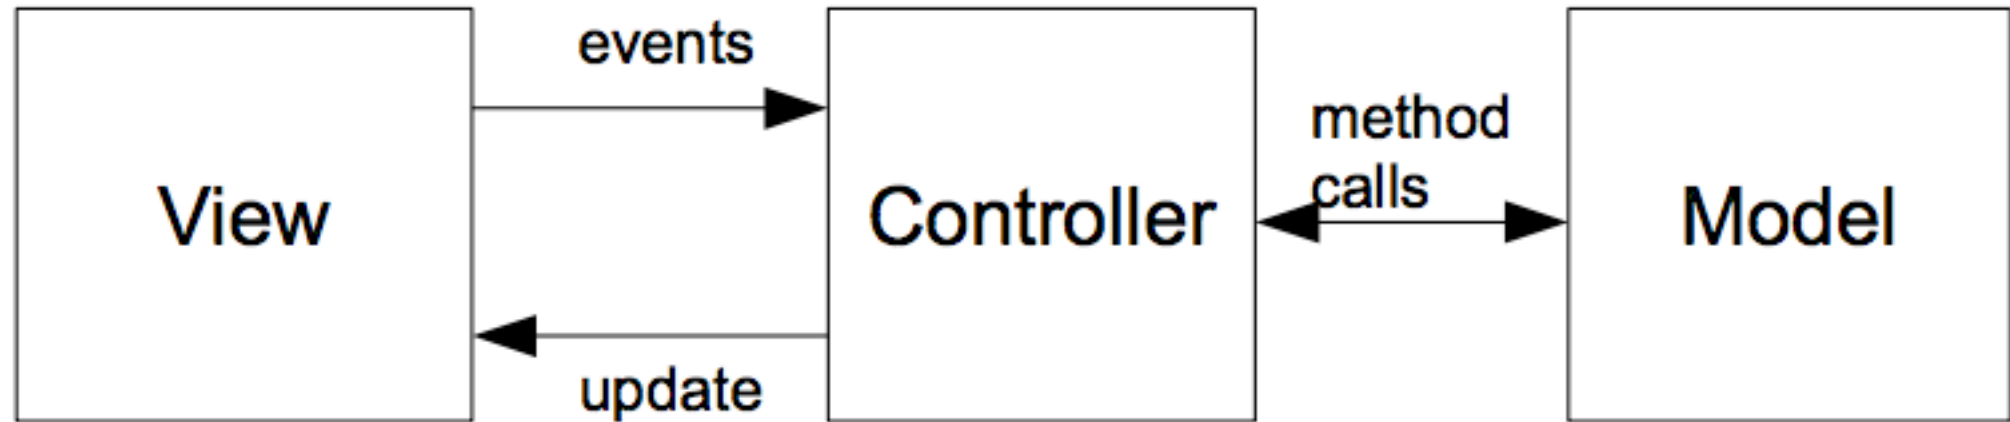 events
View
update
Controller
method
calls
Model